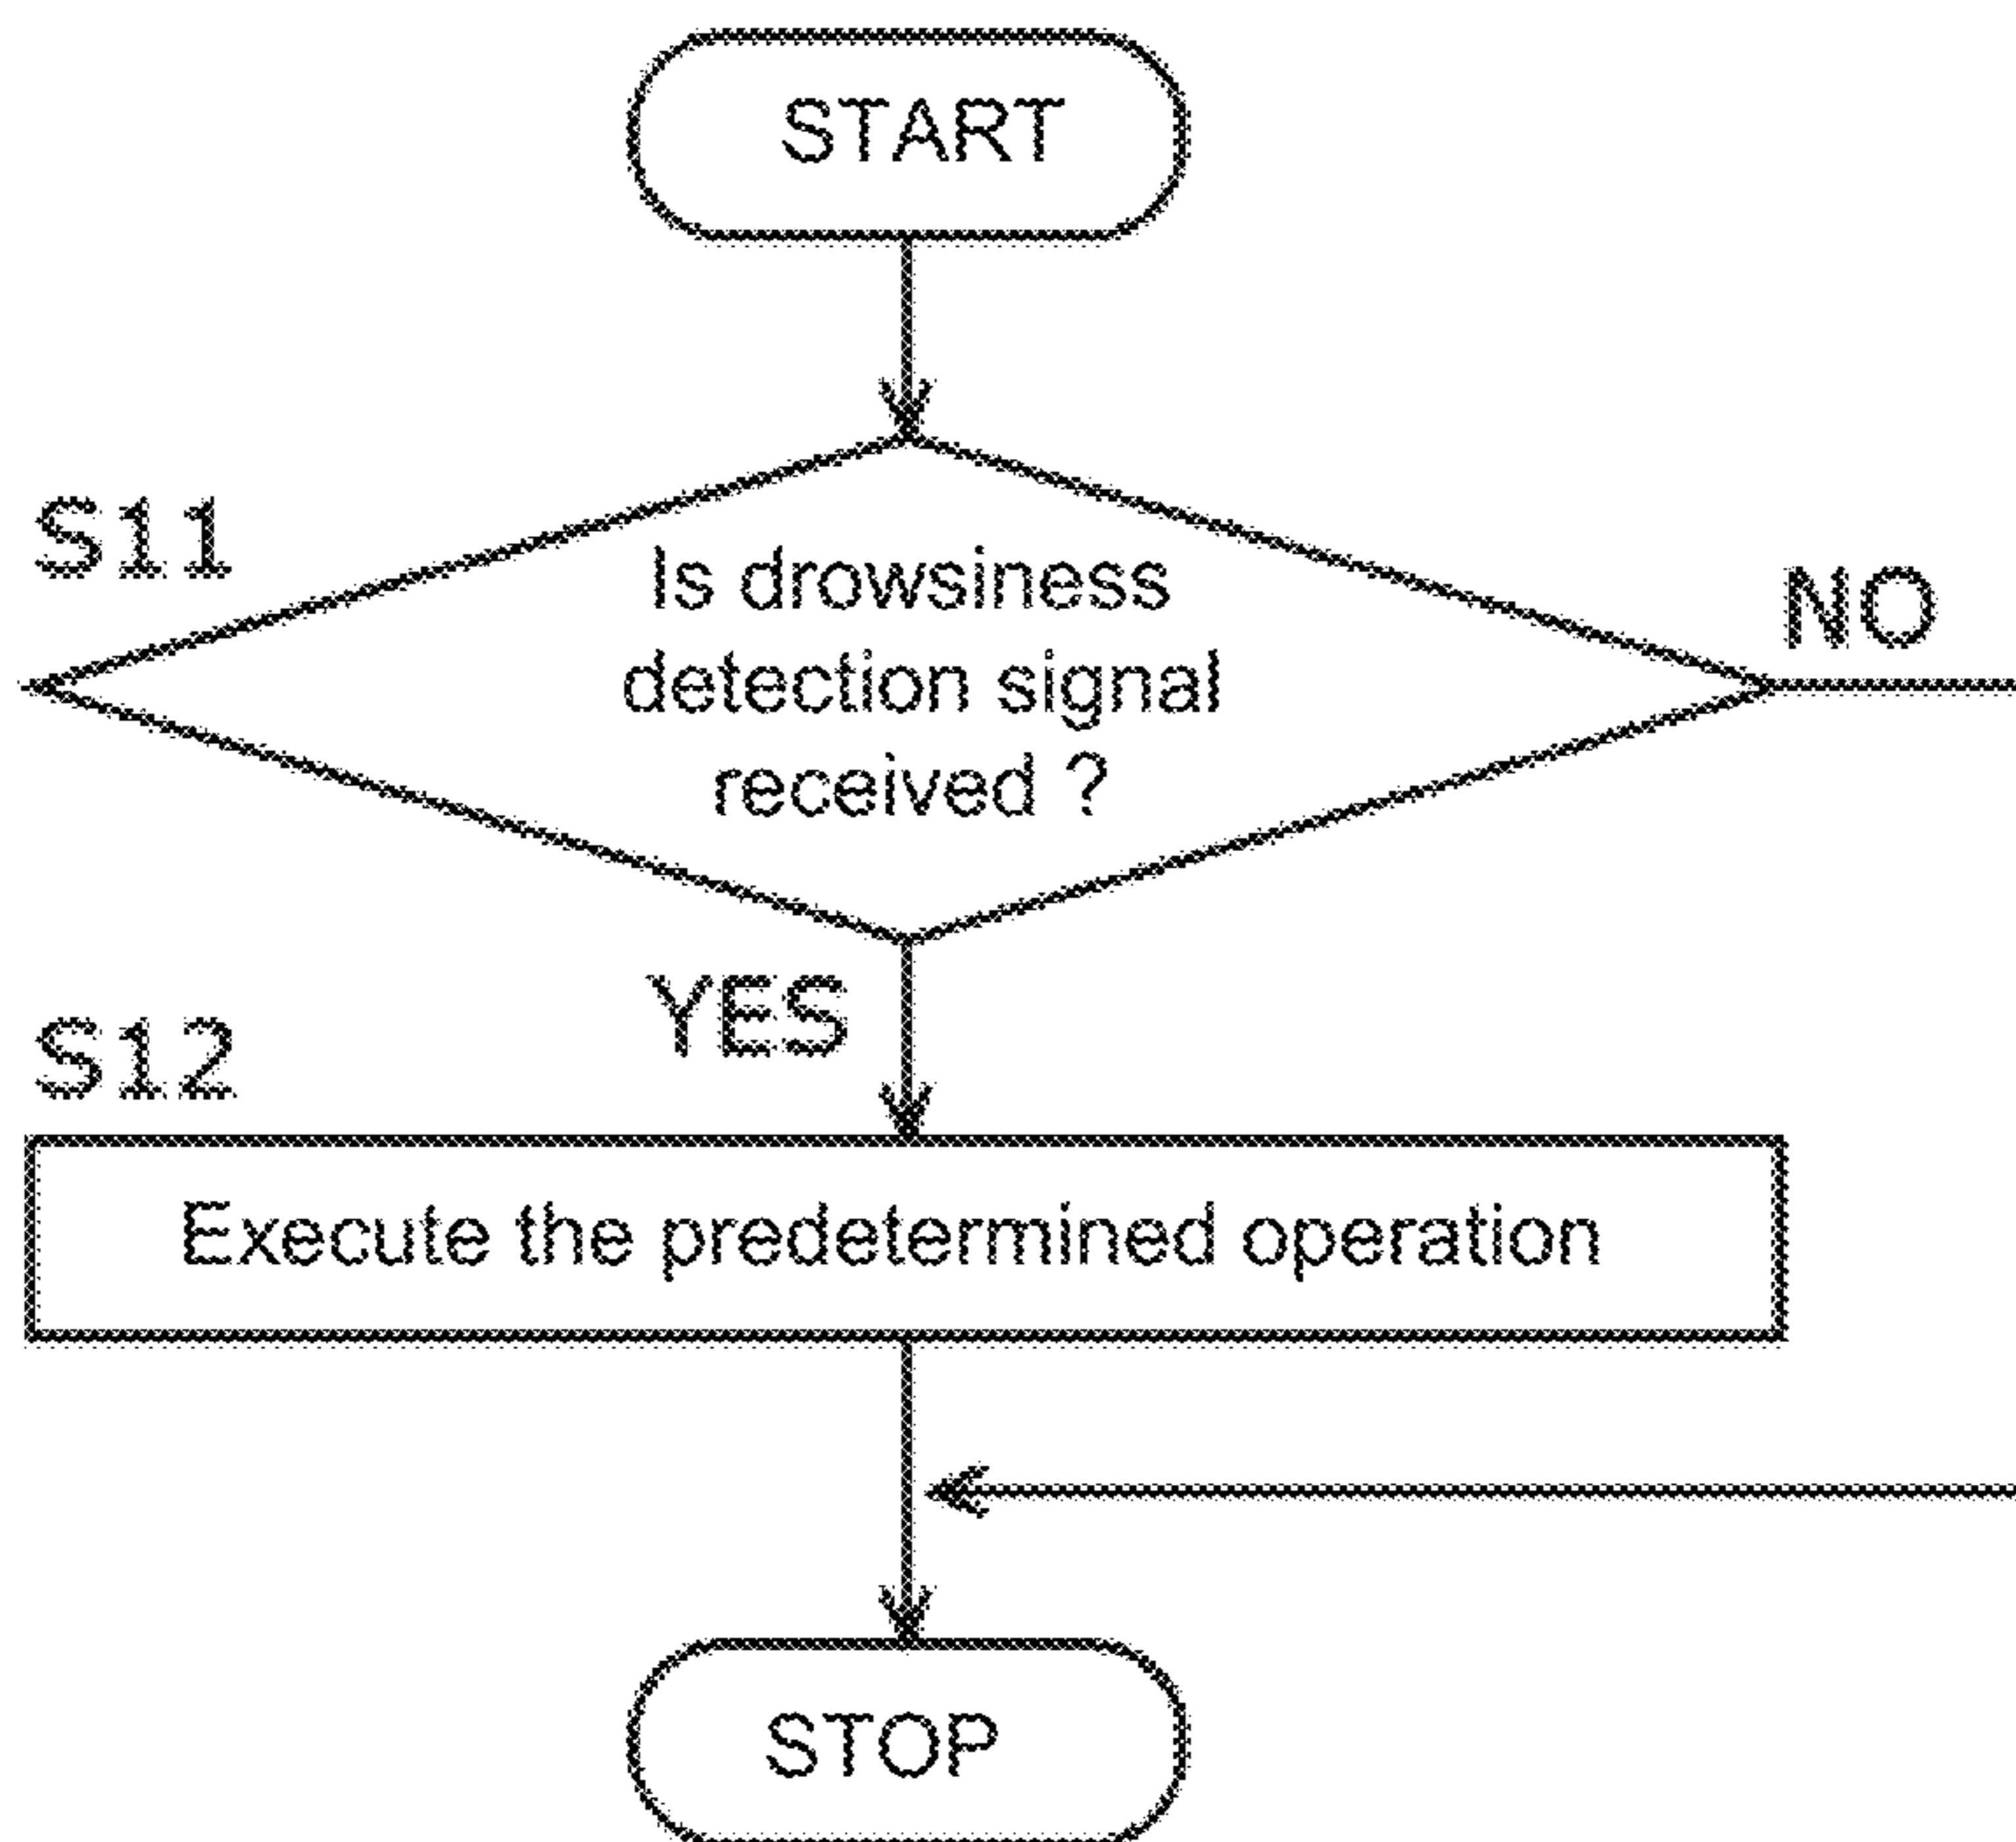 START
S11
Is drowsiness
detection signal
received ?
NO
YES
S12
Execute the predetermined operation
STOP